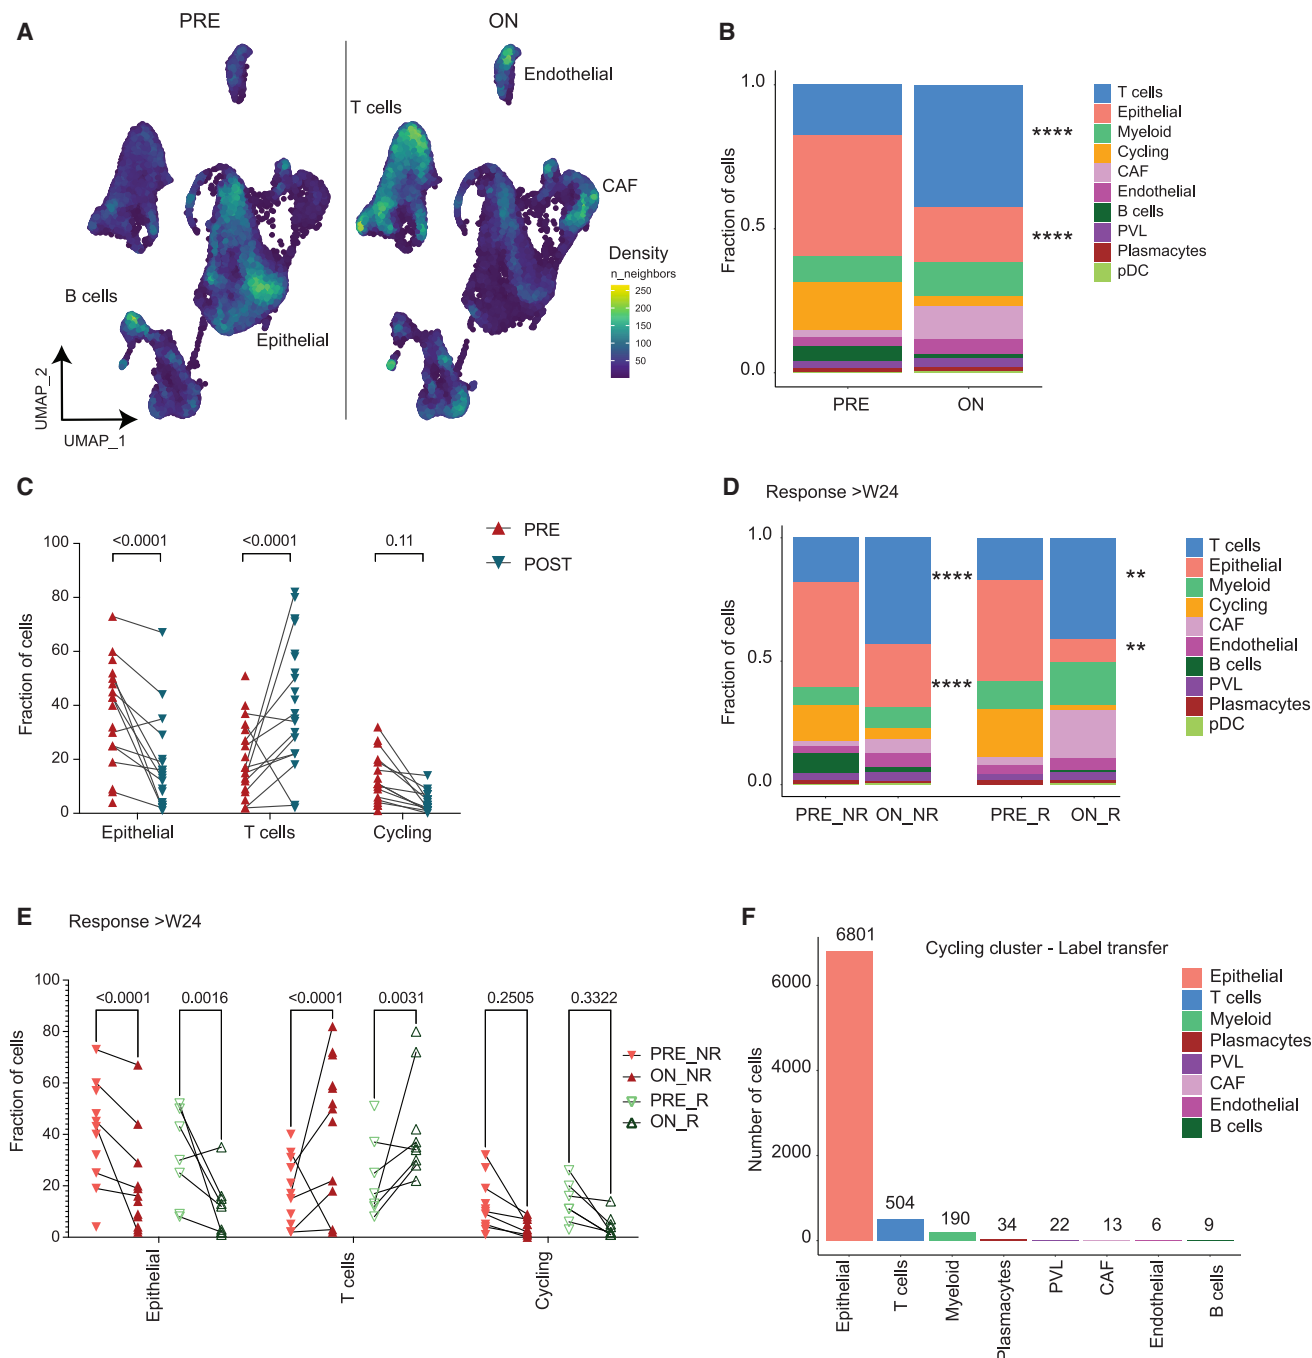 A
PRE
ON
Endothelial
T cells
CAF
Density
n_neighbors
250
200
150
100
50
B cells
Epithelial
UMAP_2
UMAP_1
B
Fraction of cells
1.0
0.5
0.0
****
****
PRE
ON
T cells
Epithelial
Myeloid
Cycling
CAF
Endothelial
B cells
PVL
Plasmacytes
pDC
C
Fraction of cells
100
80
60
40
20
0
<0.0001
<0.0001
0.11
PRE
POST
Epithelial
T cells
Cycling
D
Response >W24
Fraction of cells
1.0
0.5
0.0
****
****
**
**
PRE_NR
ON_NR
PRE_R
ON_R
T cells
Epithelial
Myeloid
Cycling
CAF
Endothelial
B cells
PVL
Plasmacytes
pDC
E
Response >W24
Fraction of cells
100
80
60
40
20
0
<0.0001
0.0016
<0.0001
0.0031
0.2505
0.3322
PRE_NR
ON_NR
PRE_R
ON_R
Epithelial
T cells
Cycling
F
Cycling cluster - Label transfer
Number of cells
6000
4000
2000
0
6801
504
190
34
22
13
6
9
Epithelial
T cells
Myeloid
Plasmacytes
PVL
CAF
Endothelial
B cells
Epithelial
T cells
Myeloid
Plasmacytes
PVL
CAF
Endothelial
B cells